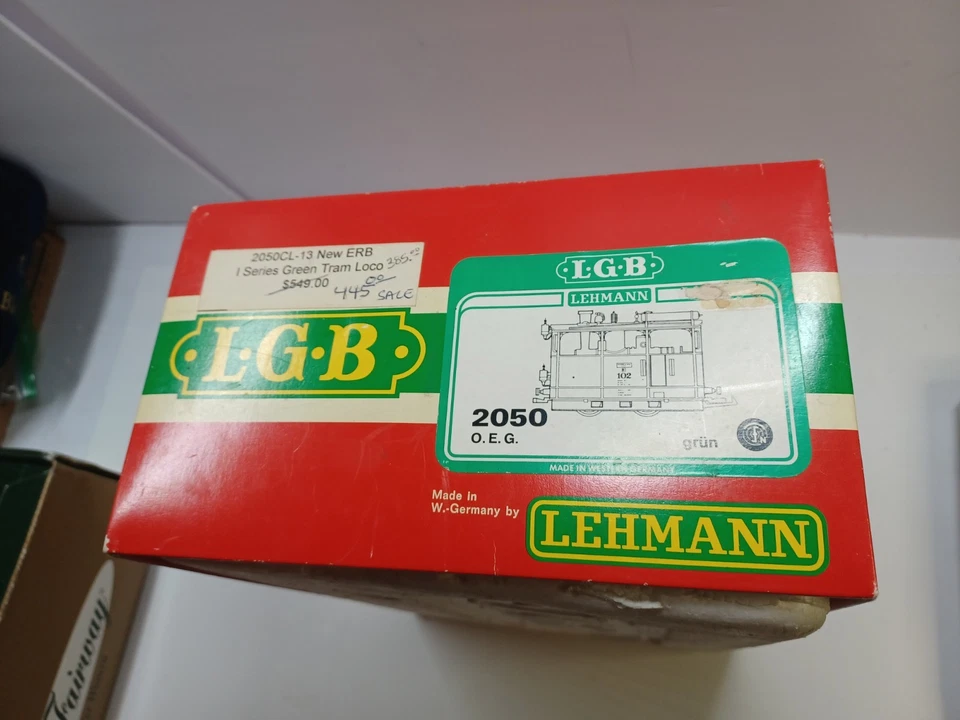 2050CL-13 New ERB
I Series Green Tram Loco 385.00
$549.00 445.00 SALE
L·G·B
L·G·B
LEHMANN
102
2050
O.E.G.
grün
MADE IN WESTERN GERMANY
Made In
W.-Germany by
LEHMANN
Fairway